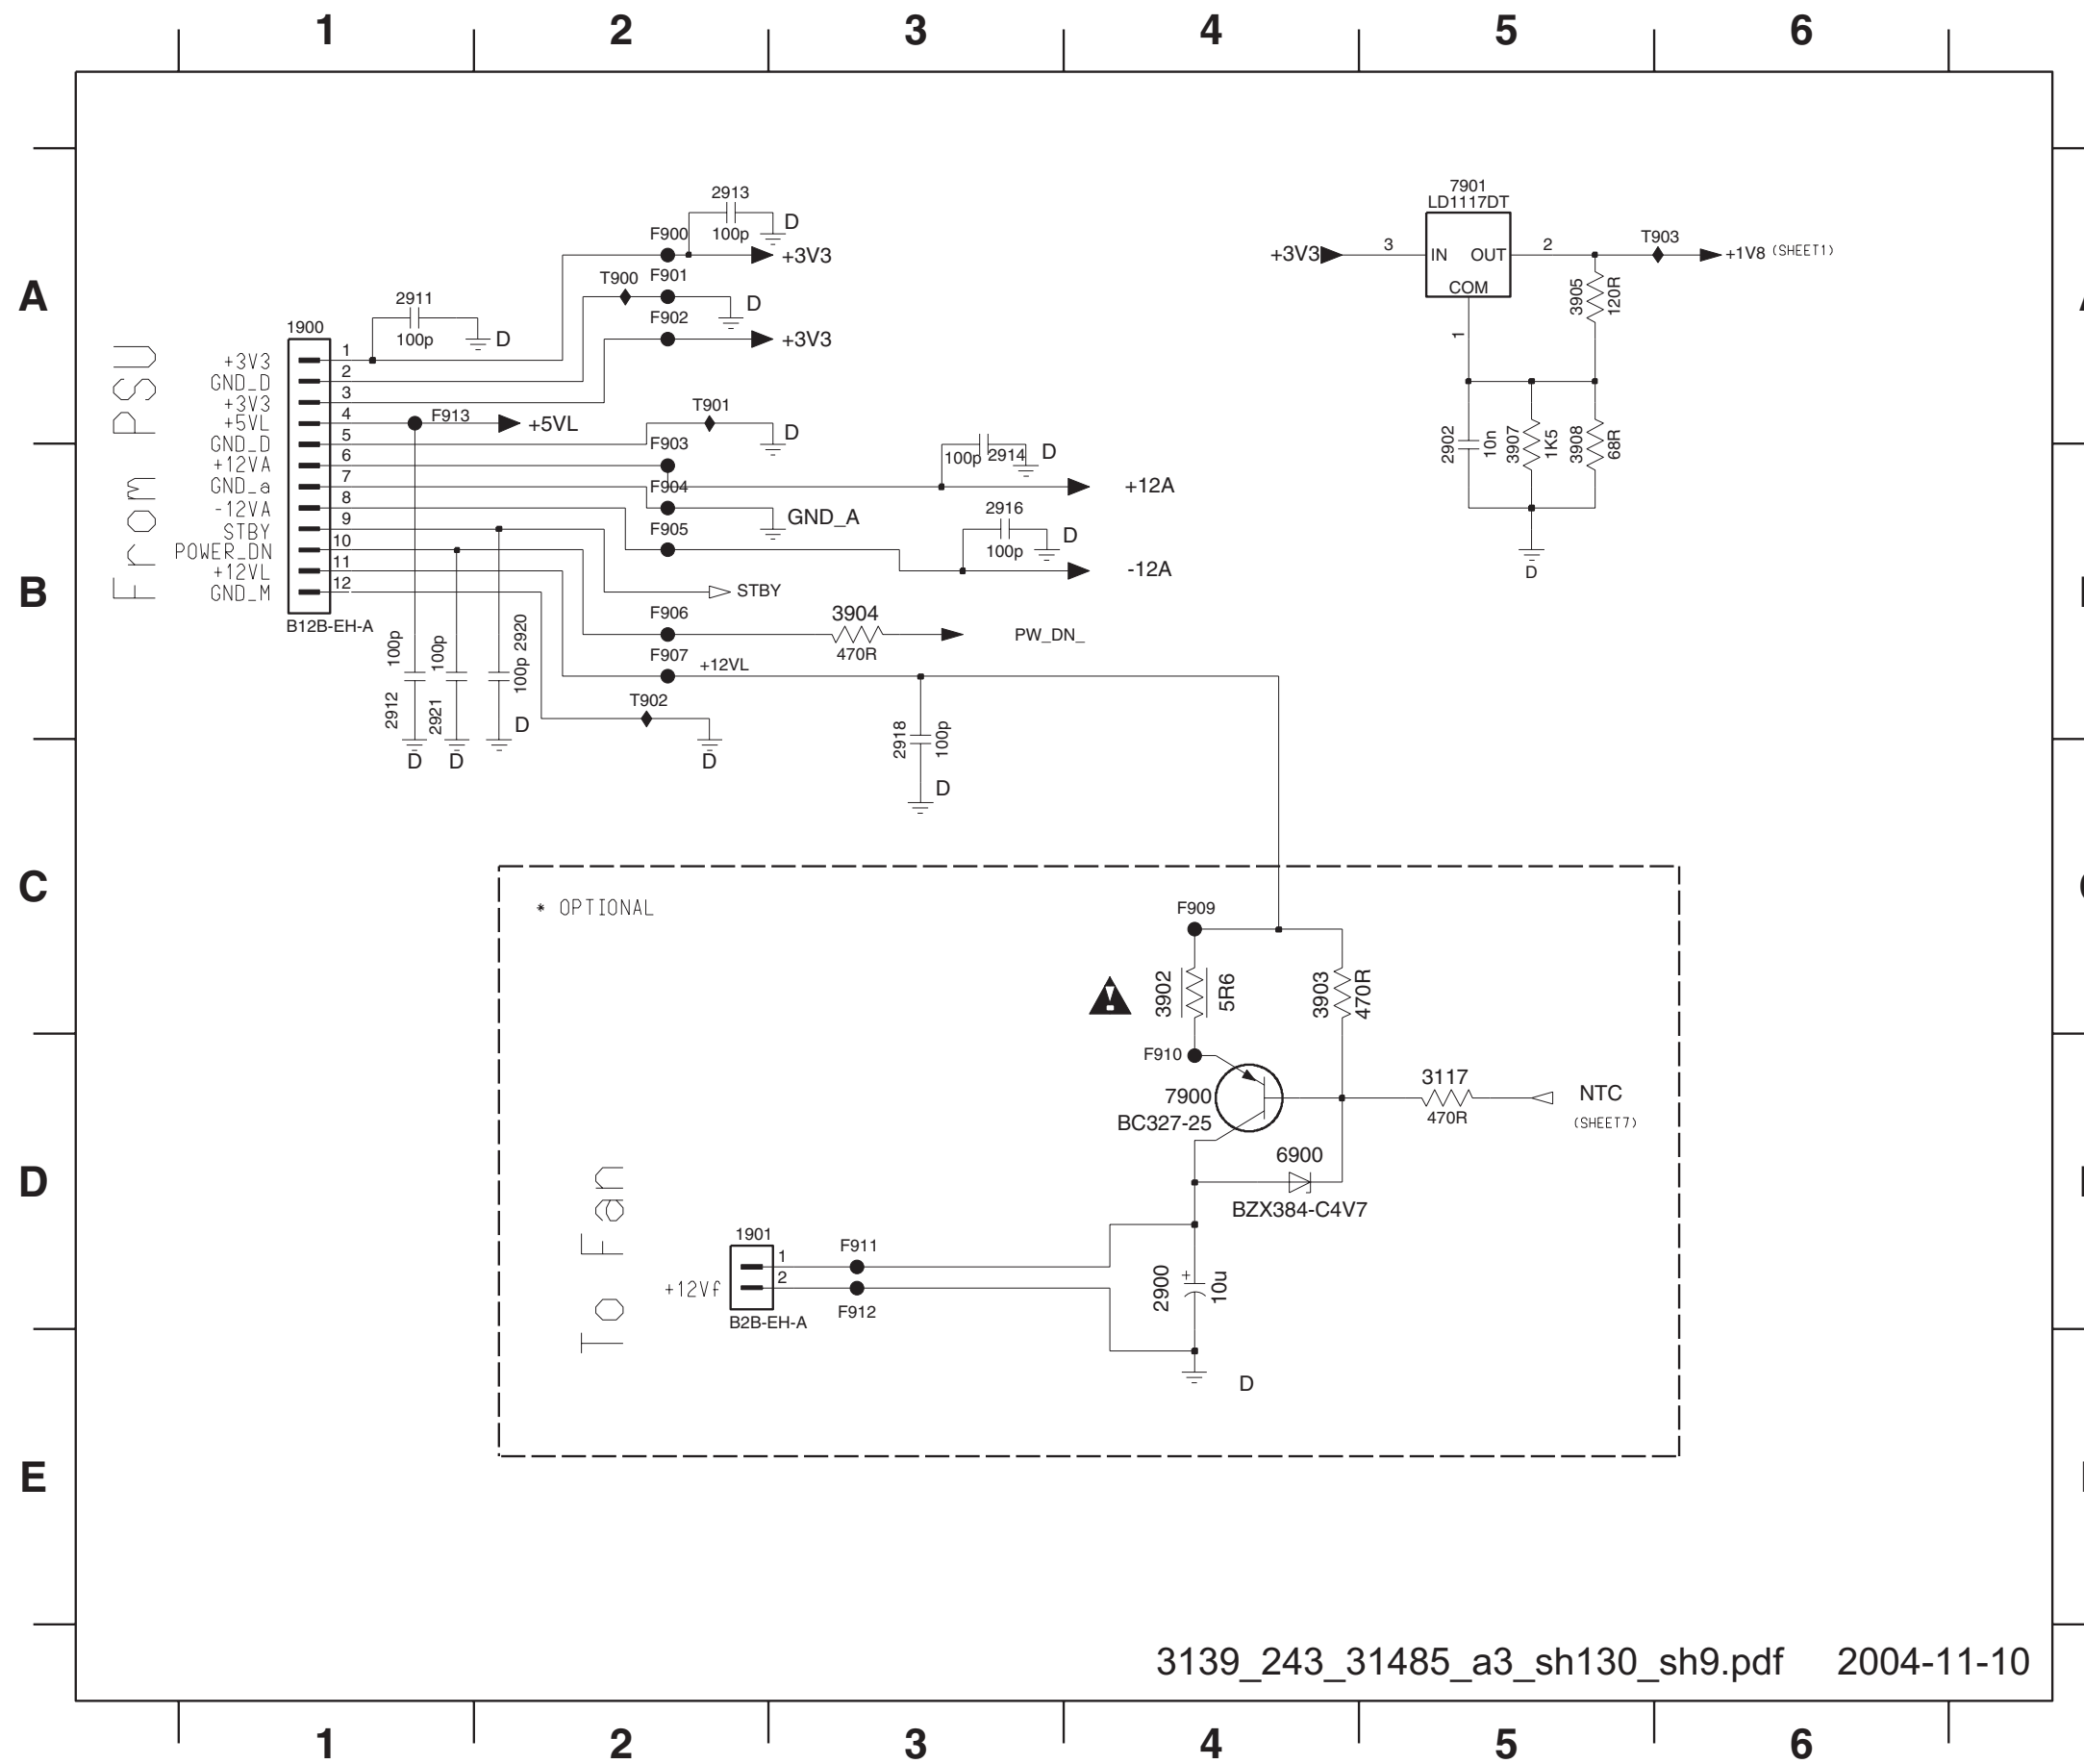 1 2 3 4 5 6
A
B
C
D
E
From PSU
1900
+3V3 1
GND_D 2
+3V3 3
+5VL 4
GND_D 5
+12VA 6
GND_a 7
-12VA 8
STBY 9
POWER_DN 10
+12VL 11
GND_M 12
B12B-EH-A
2911
100p
D
2913
100p
D
F900
+3V3
T900
F901
D
F902
+3V3
F913
+5VL
T901
D
F903
F904
GND_A
F905
100p 2914
D
+12A
2916
100p
D
-12A
STBY
F906
3904
470R
PW_DN_
F907
+12VL
T902
D
2912
100p
D
2921
100p
D
100p 2920
D
2918
100p
D
7901
LD1117DT
+3V3
3
IN OUT
COM
2
1
T903
+1V8 (SHEET1)
3905
120R
2902
10n
3907
1K5
3908
68R
D
* OPTIONAL
F909
3902
5R6
3903
470R
F910
7900
BC327-25
3117
470R
NTC
(SHEET7)
6900
BZX384-C4V7
To Fan
1901
1
2
+12Vf
B2B-EH-A
F911
F912
2900
+
10u
D
3139_243_31485_a3_sh130_sh9.pdf 2004-11-10
1 2 3 4 5 6